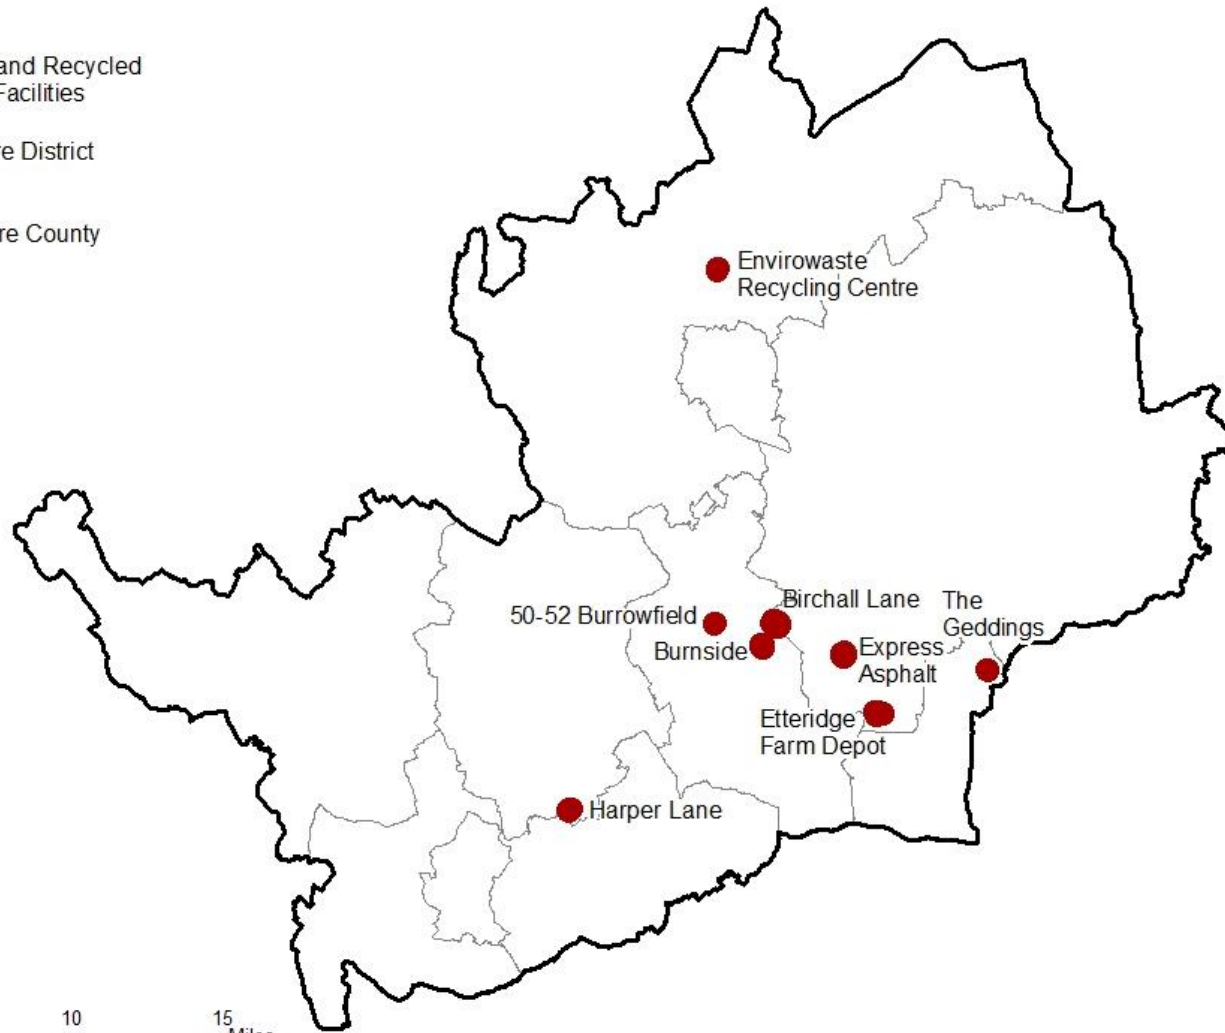 and Recycled
Facilities
re District
re County
Envirowaste
Recycling Centre
50-52 Burrowfield
Birchall Lane
The
Geddings
Burnside
Express
Asphalt
Etteridge
Farm Depot
Harper Lane
10 15
Miles